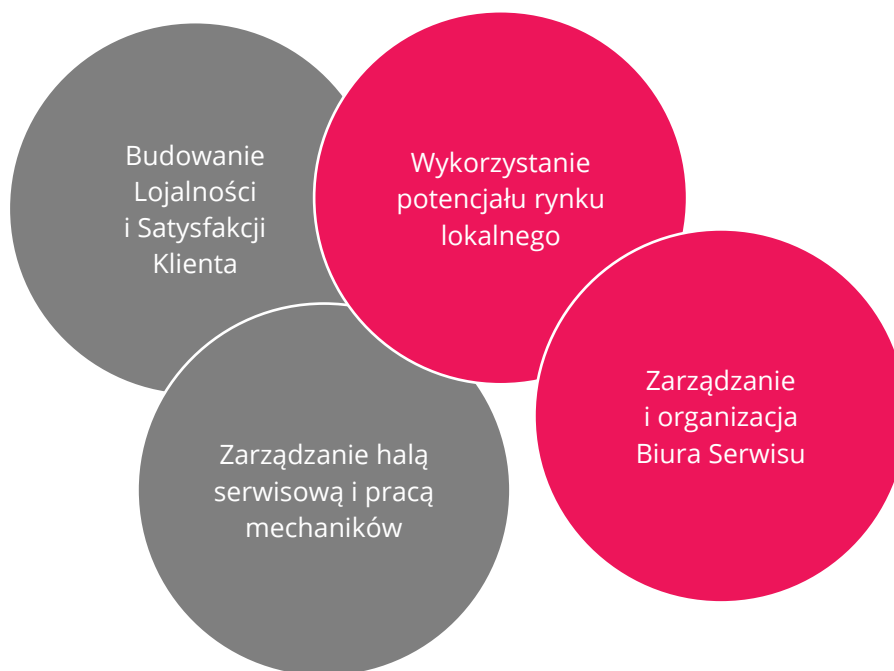 Budowanie
Lojalności
i Satysfakcji
Klienta
Wykorzystanie
potencjału rynku
lokalnego
Zarządzanie
i organizacja
Biura Serwisu
Zarządzanie halą
serwisową i pracą
mechaników